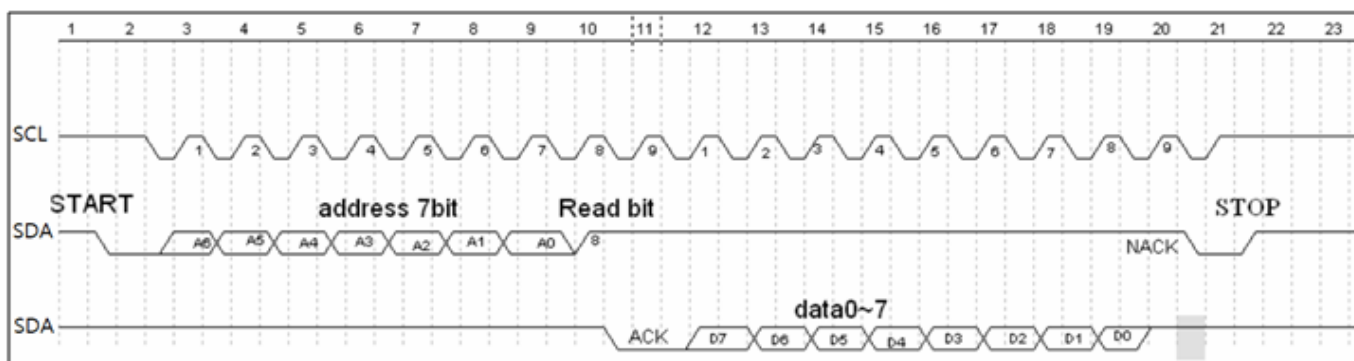 1 2 3 4 5 6 7 8 9 10 11 12 13 14 15 16 17 18 19 20 21 22 23
SCL 1 2 3 4 5 6 7 8 9 1 2 3 4 5 6 7 8 9
START address 7bit Read bit STOP
SDA A6 A5 A4 A3 A2 A1 A0 8 NACK
data0~7
SDA ACK D7 D6 D5 D4 D3 D2 D1 D0